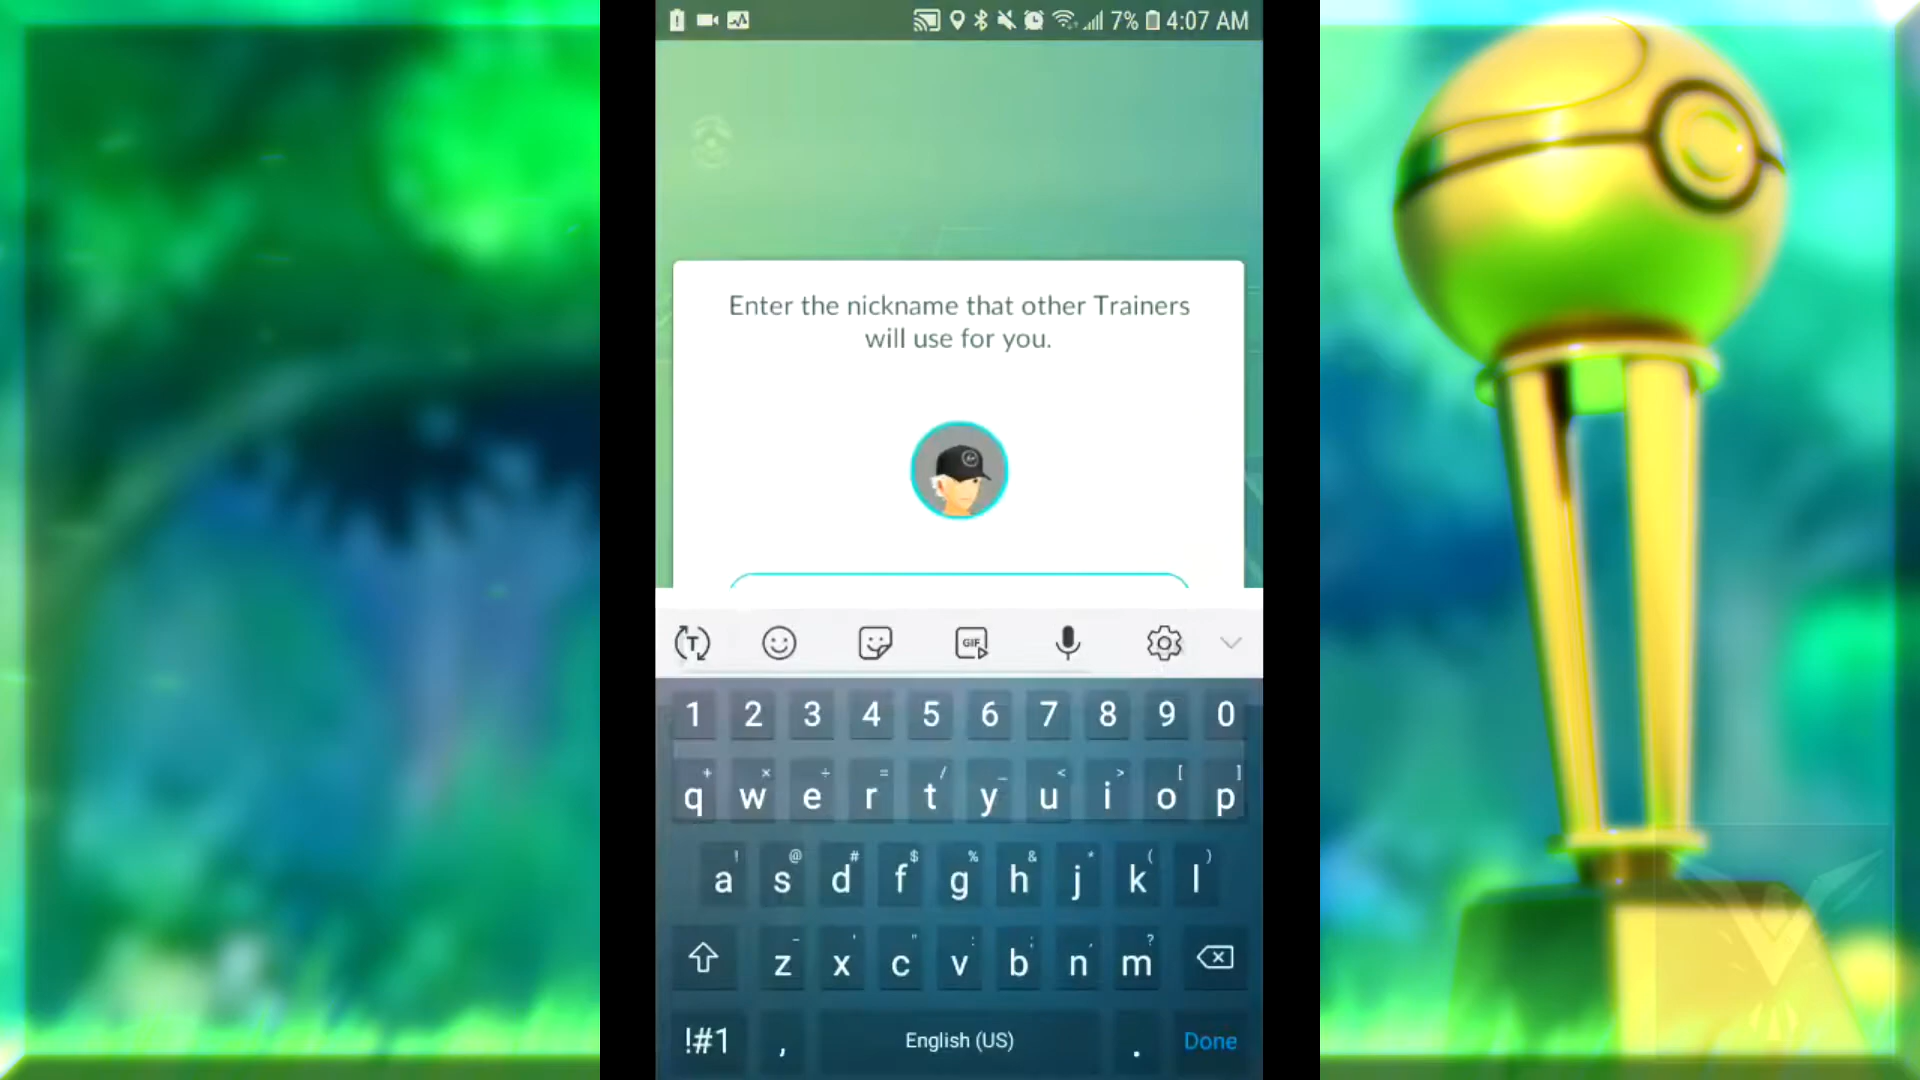 7% 4:07 AM
Enter the nickname that other Trainers
will use for you.
T GIF
1 2 3 4 5 6 7 8 9 0
+ × ÷ = / _ < > [ ]
q w e r t y u i o p
! @ # $ % & * ( )
a s d f g h j k l
- ' " : ; , ?
z x c v b n m
!#1 , English (US) . Done